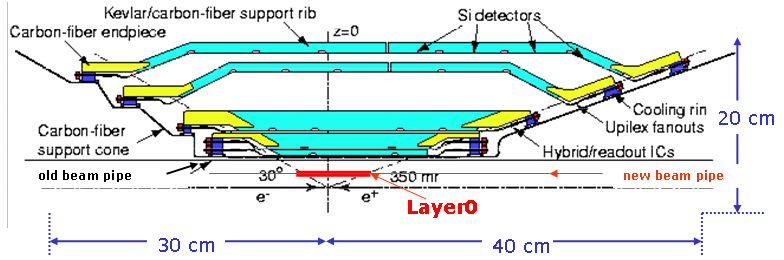 Kevlar/carbon-fiber support rib
z=0
Si detectors
Carbon-fiber endpiece
Cooling rin
20 cm
Upilex fanouts
Carbon-fiber
support cone
Hybrid/readout ICs
old beam pipe
30°
350 mr
new beam pipe
e-
e+
Layer0
30 cm
40 cm